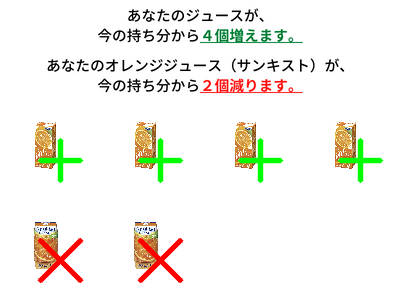 あなたのジュースが、
今の持ち分から４個増えます。
あなたのオレンジジュース（サンキスト）が、
今の持ち分から２個減ります。